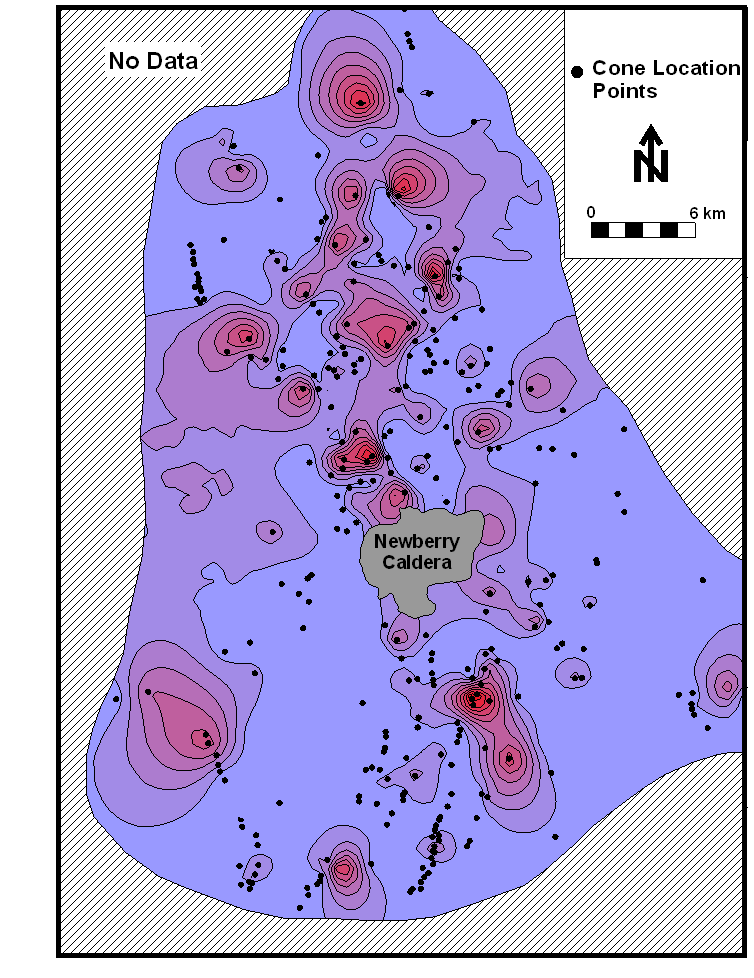 No Data
Cone Location
Points
N
0 6 km
Newberry
Caldera